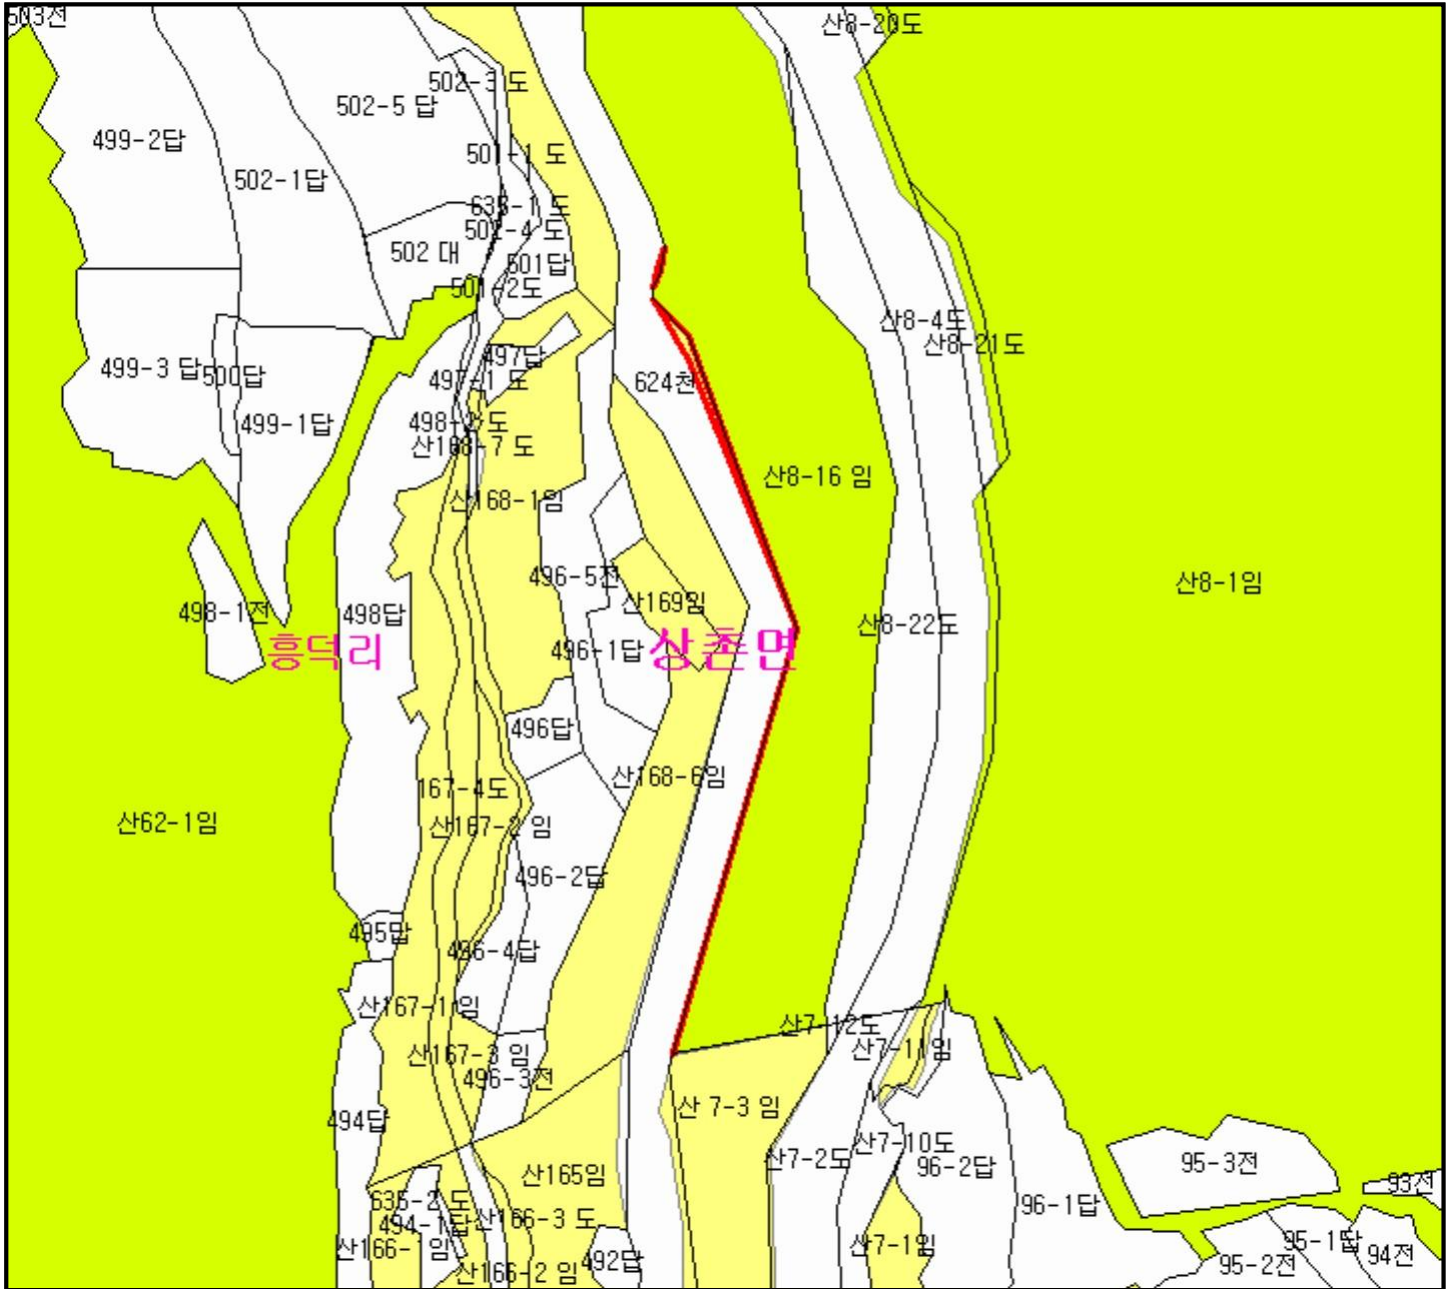 503전
산8-20도
502-3 도
502-5 답
499-2답
501-1 도
502-1답
635-1 도
502-4 도
502 대
501답
501-2도
산8-4도
산8-21도
497답
499-3 답
500답
497-1 도
624천
499-1답
498-2 도
산168-7 도
산8-16 임
산168-1임
496-5전
산8-1임
498-1전
498답
산169임
산8-22도
흥덕리
496-1답
상촌면
496답
산168-6임
167-4도
산62-1임
산167-2 임
496-2답
495답
496-4답
산167-1 임
산7-12도
산7-11임
산167-3 임
496-3전
산 7-3 임
494답
산7-10도
산7-2도
96-2답
95-3전
산165임
93전
635-2 도
96-1답
494-1답
산166-3 도
산166-1 임
산7-1임
95-1답
94전
492답
95-2전
산166-2 임